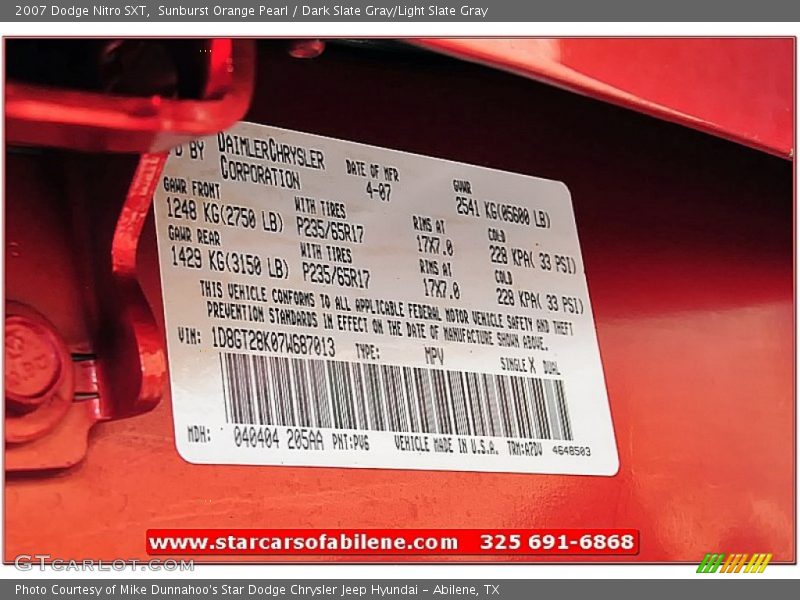 2007 Dodge Nitro SXT,  Sunburst Orange Pearl / Dark Slate Gray/Light Slate Gray
D BY DAIMLERCHRYSLER CORPORATION
DATE OF MFR 4-07
GVWR 2541 KG(05600 LB)
GAWR FRONT WITH TIRES RIMS AT COLD
1248 KG(2750 LB) P235/65R17 17X7.0 228 KPA( 33 PSI)
GAWR REAR WITH TIRES RIMS AT COLD
1429 KG(3150 LB) P235/65R17 17X7.0 228 KPA( 33 PSI)
THIS VEHICLE CONFORMS TO ALL APPLICABLE FEDERAL MOTOR VEHICLE SAFETY AND THEFT
PREVENTION STANDARDS IN EFFECT ON THE DATE OF MANUFACTURE SHOWN ABOVE.
VIN: 1D8GT28K07W687013 TYPE: MPV SINGLE X DUAL
MDH: 040404 205AA PNT:PV6 VEHICLE MADE IN U.S.A. TRM:A7DV 4648503
www.starcarsofabilene.com 325 691-6868
GTcarlot.com
Photo Courtesy of Mike Dunnahoo's Star Dodge Chrysler Jeep Hyundai - Abilene, TX